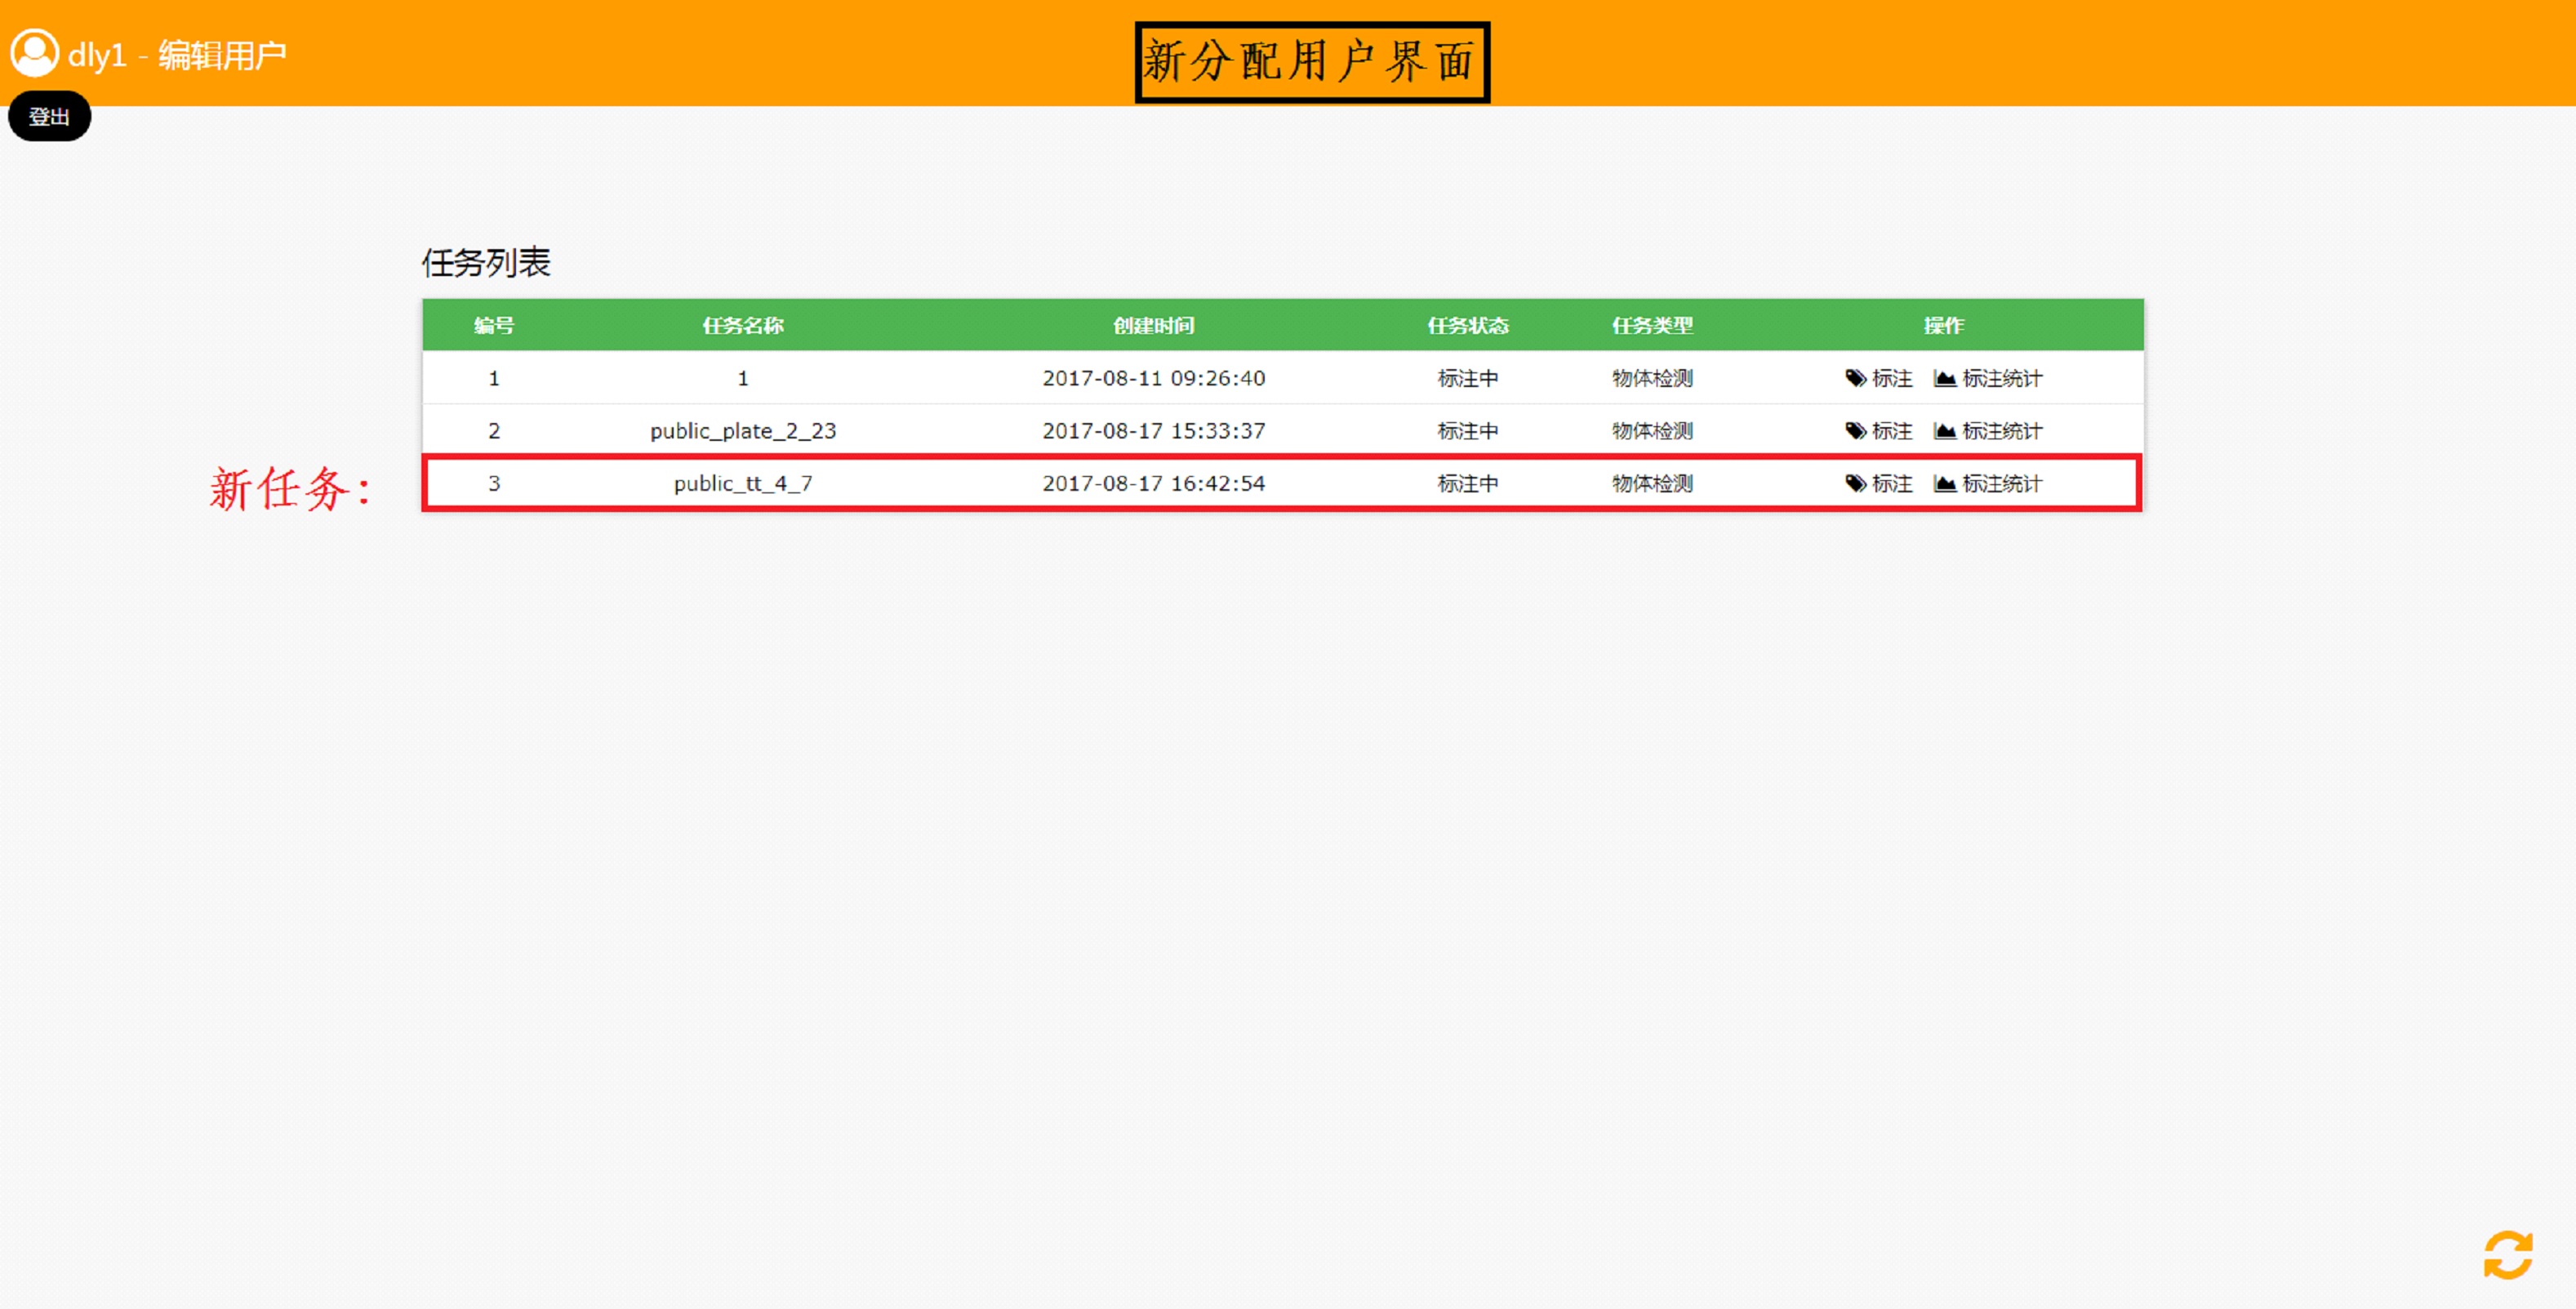 dly1 - 编辑用户
新分配用户界面
登出
任务列表
编号 任务名称 创建时间 任务状态 任务类型 操作
1 1 2017-08-11 09:26:40 标注中 物体检测 标注 标注统计
2 public_plate_2_23 2017-08-17 15:33:37 标注中 物体检测 标注 标注统计
新任务： 3 public_tt_4_7 2017-08-17 16:42:54 标注中 物体检测 标注 标注统计